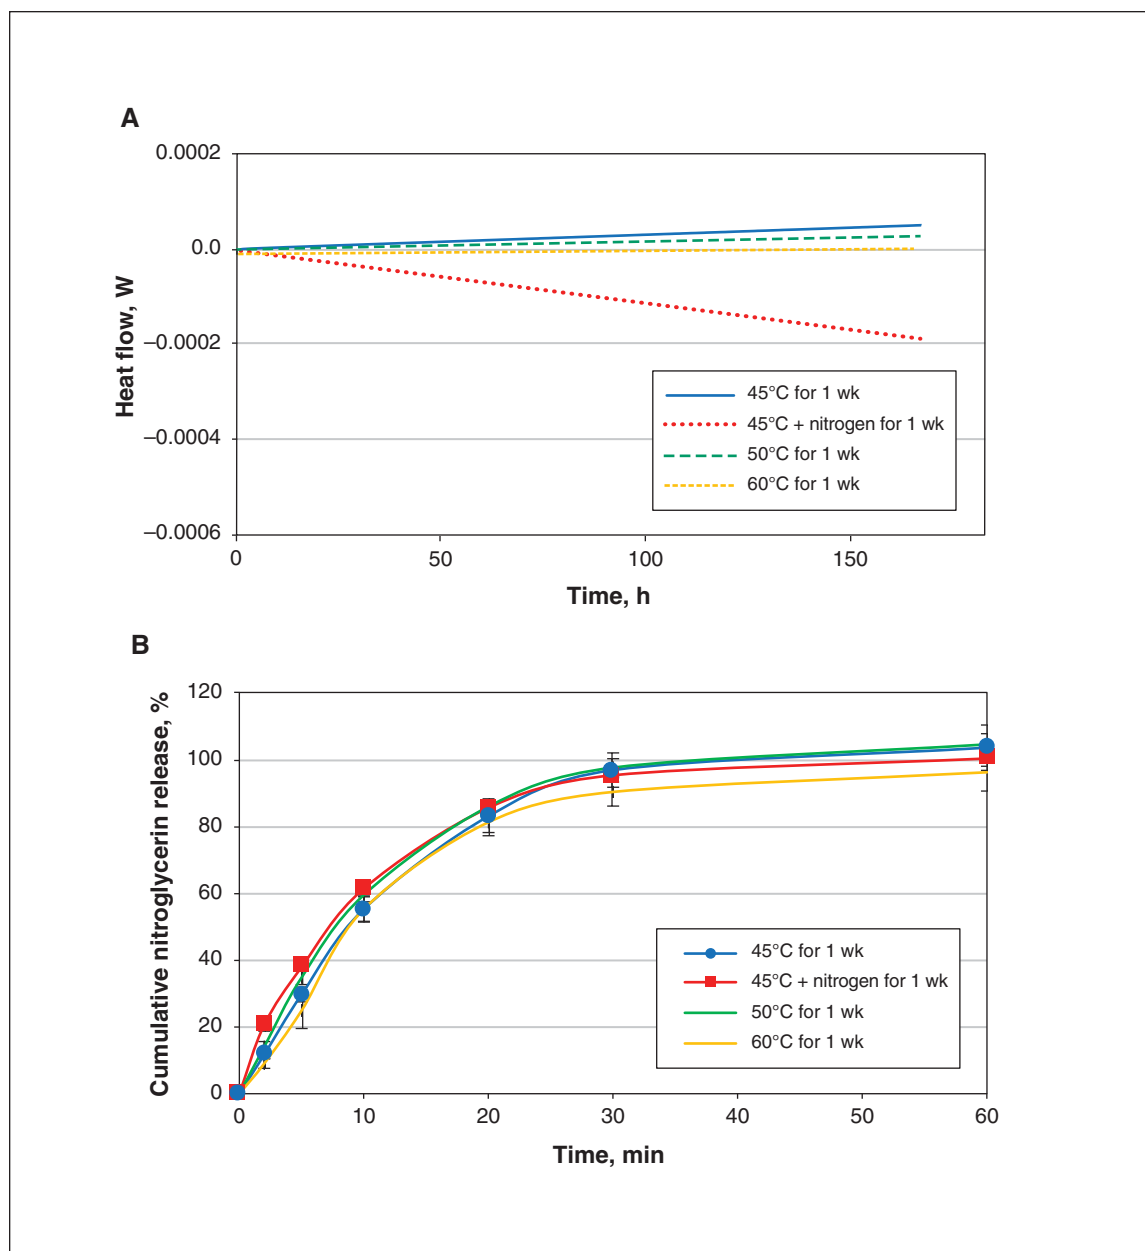 A
0.0002
0.0
–0.0002
–0.0004
–0.0006
Heat flow, W
0
50
100
150
Time, h
45°C for 1 wk
45°C + nitrogen for 1 wk
50°C for 1 wk
60°C for 1 wk
B
120
100
80
60
40
20
0
Cumulative nitroglycerin release, %
0
10
20
30
40
50
60
Time, min
45°C for 1 wk
45°C + nitrogen for 1 wk
50°C for 1 wk
60°C for 1 wk